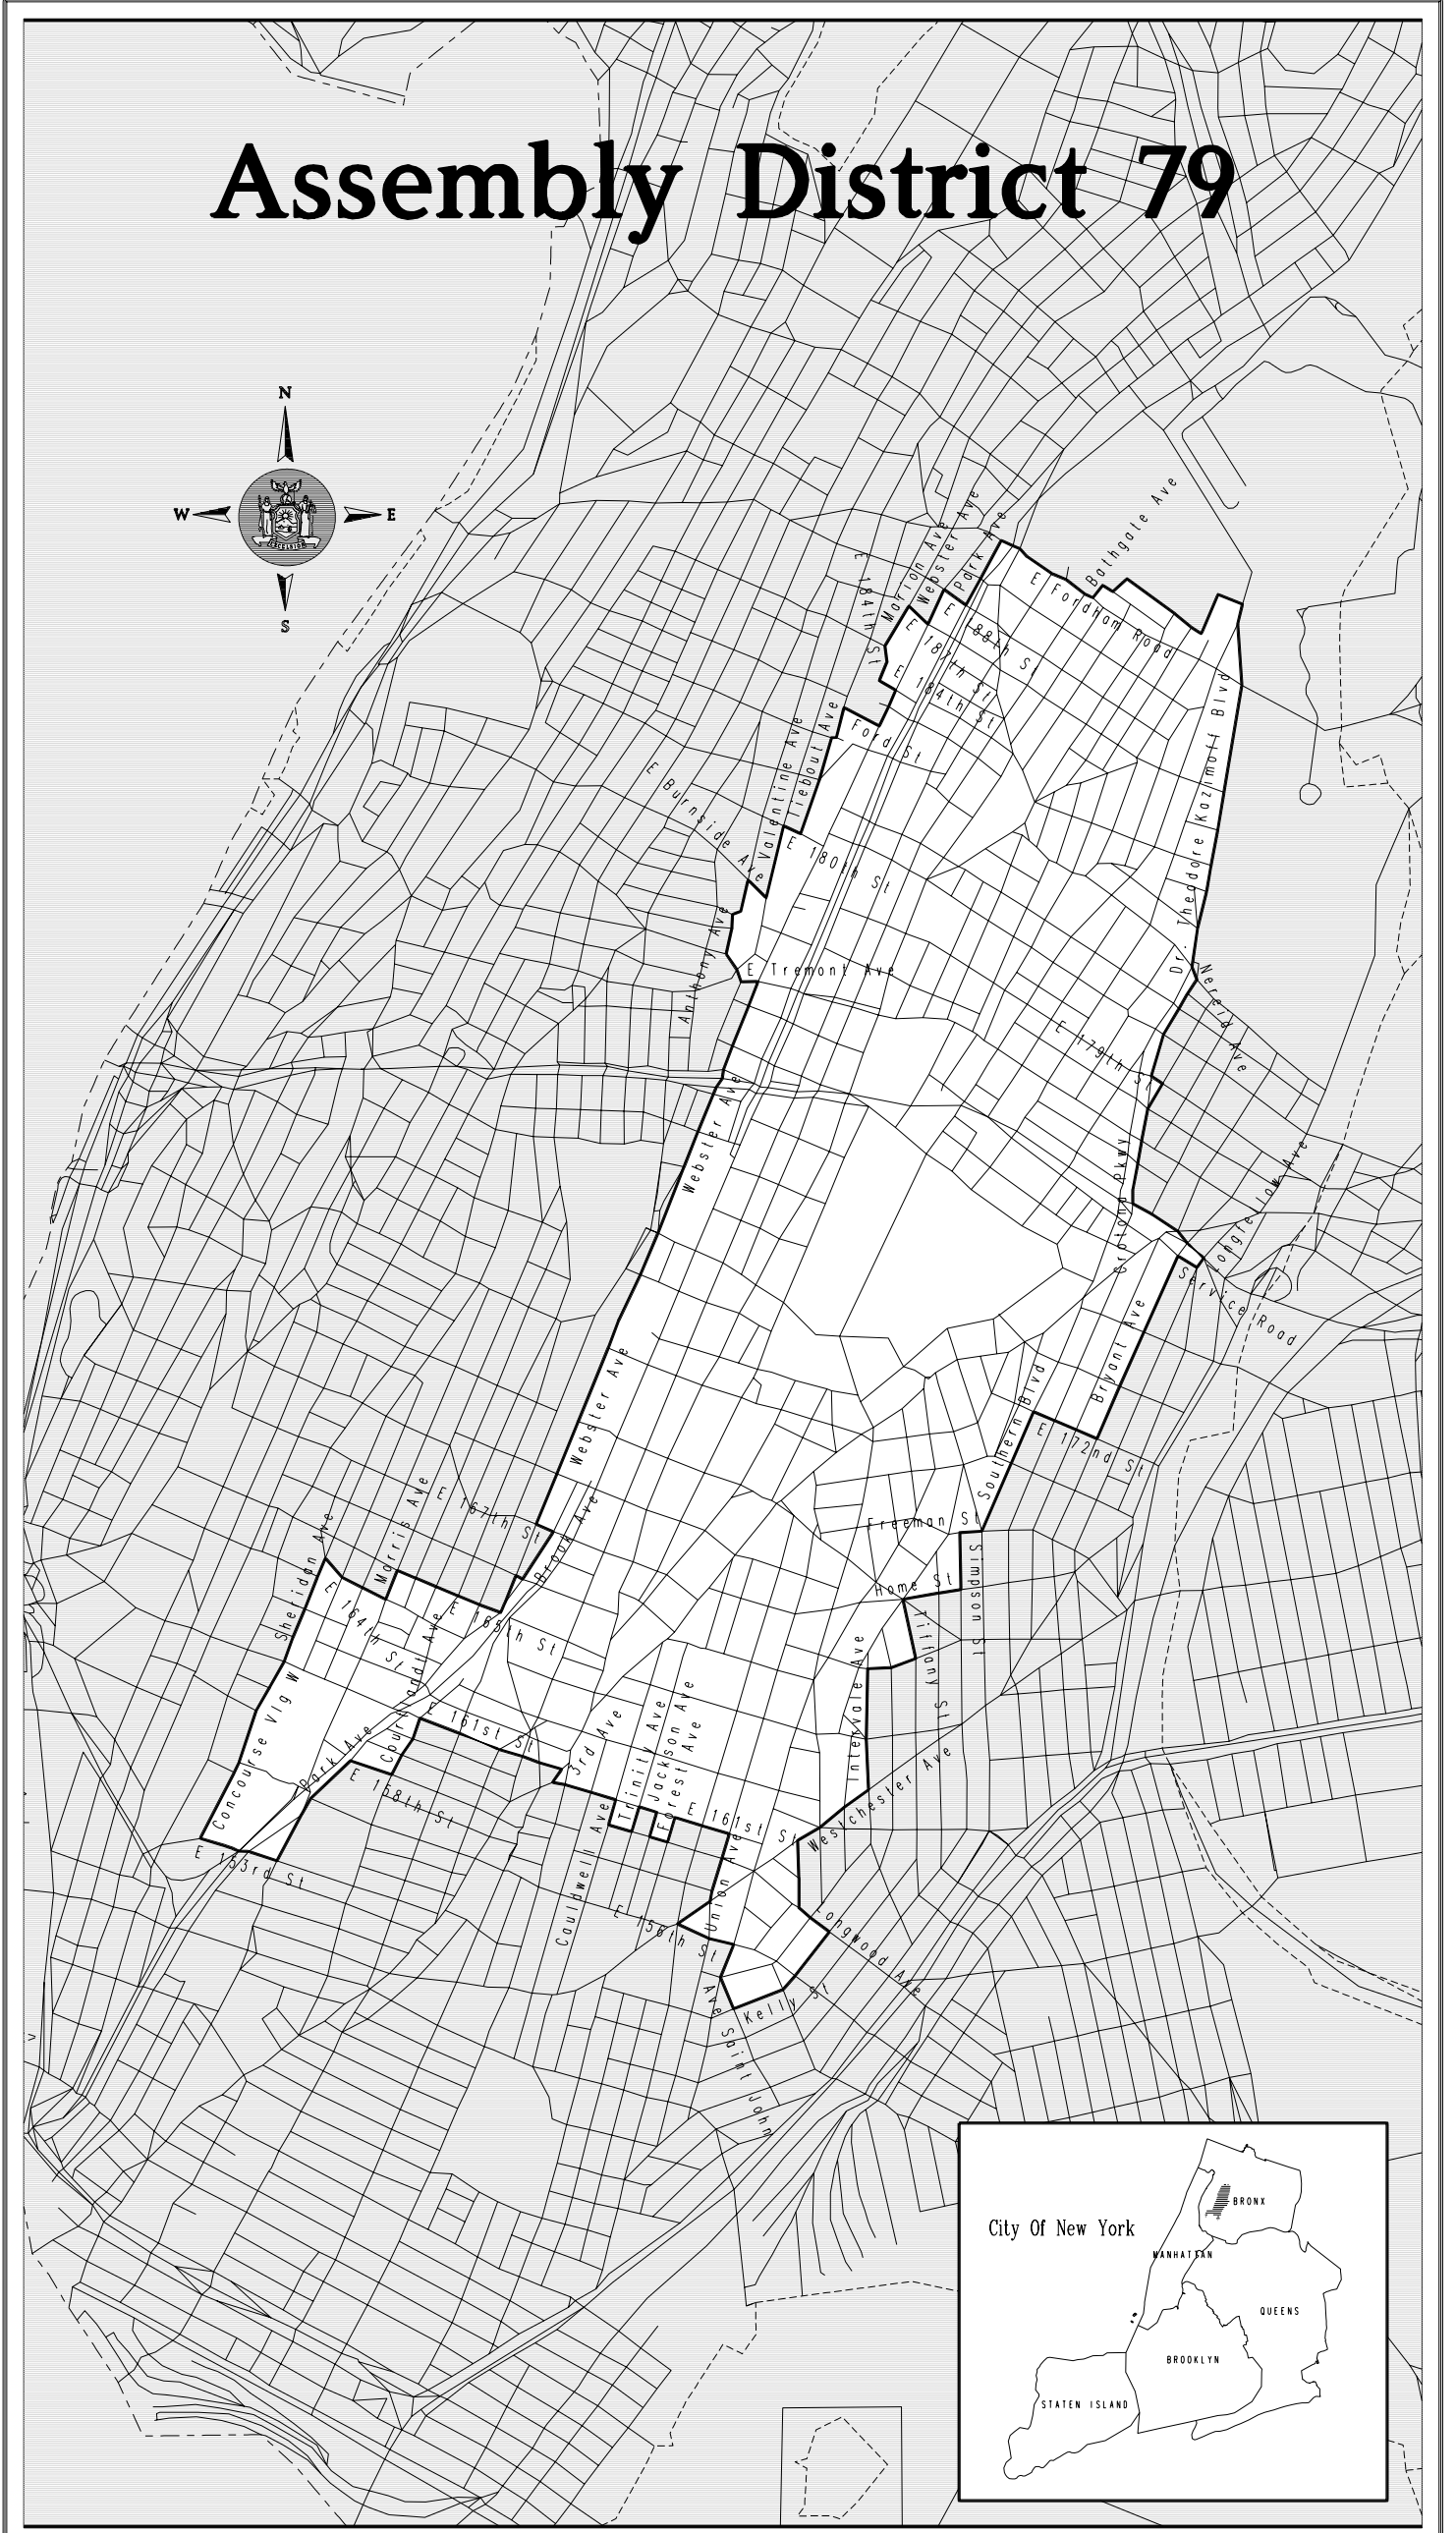 Assembly District 79
N
W
E
S
EXCELSIOR
Bathgate Ave
Webster Ave
Park Ave
Marion Ave
E 184th St
E Fordham Road
E 188th St
E 187th St
E 184th St
Ford St
Tiebout Ave
Valentine Ave
E Burnside Ave
Dr. Theodore Kazimoff Blvd
E 180th St
Anthony Ave
E Tremont Ave
Nereid Ave
E 179th St
Webster Ave
Crotona Pkwy
Longfellow Ave
Service Road
Bryant Ave
Webster Ave
Southern Blvd
E 172nd St
Morris Ave
E 167th St
Brook Ave
Freeman St
Sheridan Ave
Home St
Simpson St
E 164th St
E 165th St
Tiffany St
Intervale Ave
Courtlandt Ave
Concourse Vlg W
Park Ave
E 161st St
3rd Ave
Trinity Ave
Jackson Ave
Forest Ave
Westchester Ave
E 158th St
E 161st St
E 153rd St
Cauldwell Ave
Union Ave
E 156th St
Longwood Ave
Kelly St
Ave Saint John
City Of New York
BRONX
MANHATTAN
QUEENS
BROOKLYN
STATEN ISLAND